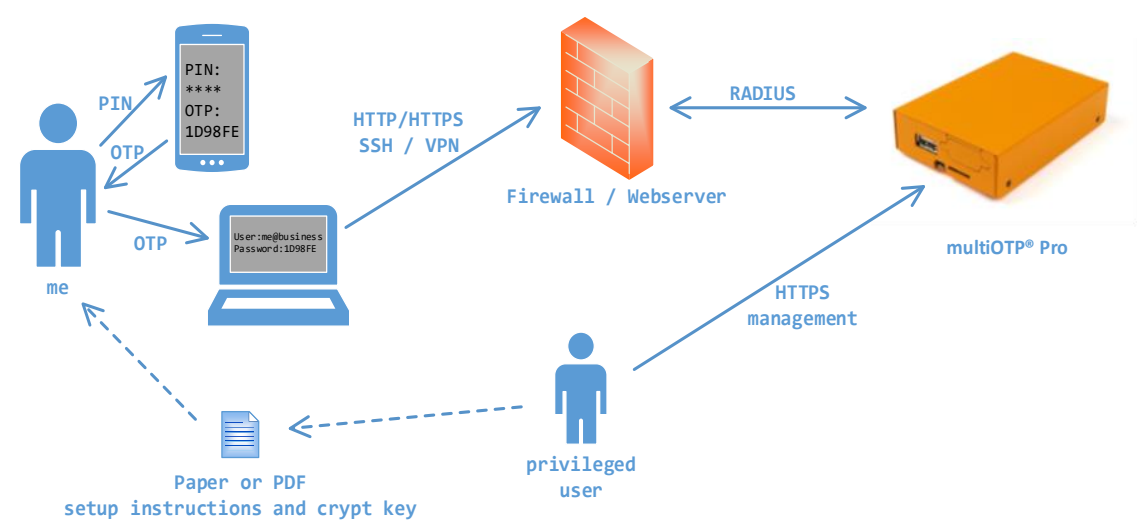 PIN:
****
OTP:
1D98FE
PIN
OTP
HTTP/HTTPS
SSH / VPN
RADIUS
Firewall / Webserver
User:me@business
Password:1D98FE
OTP
me
multiOTP® Pro
HTTPS
management
privileged
user
Paper or PDF
setup instructions and crypt key